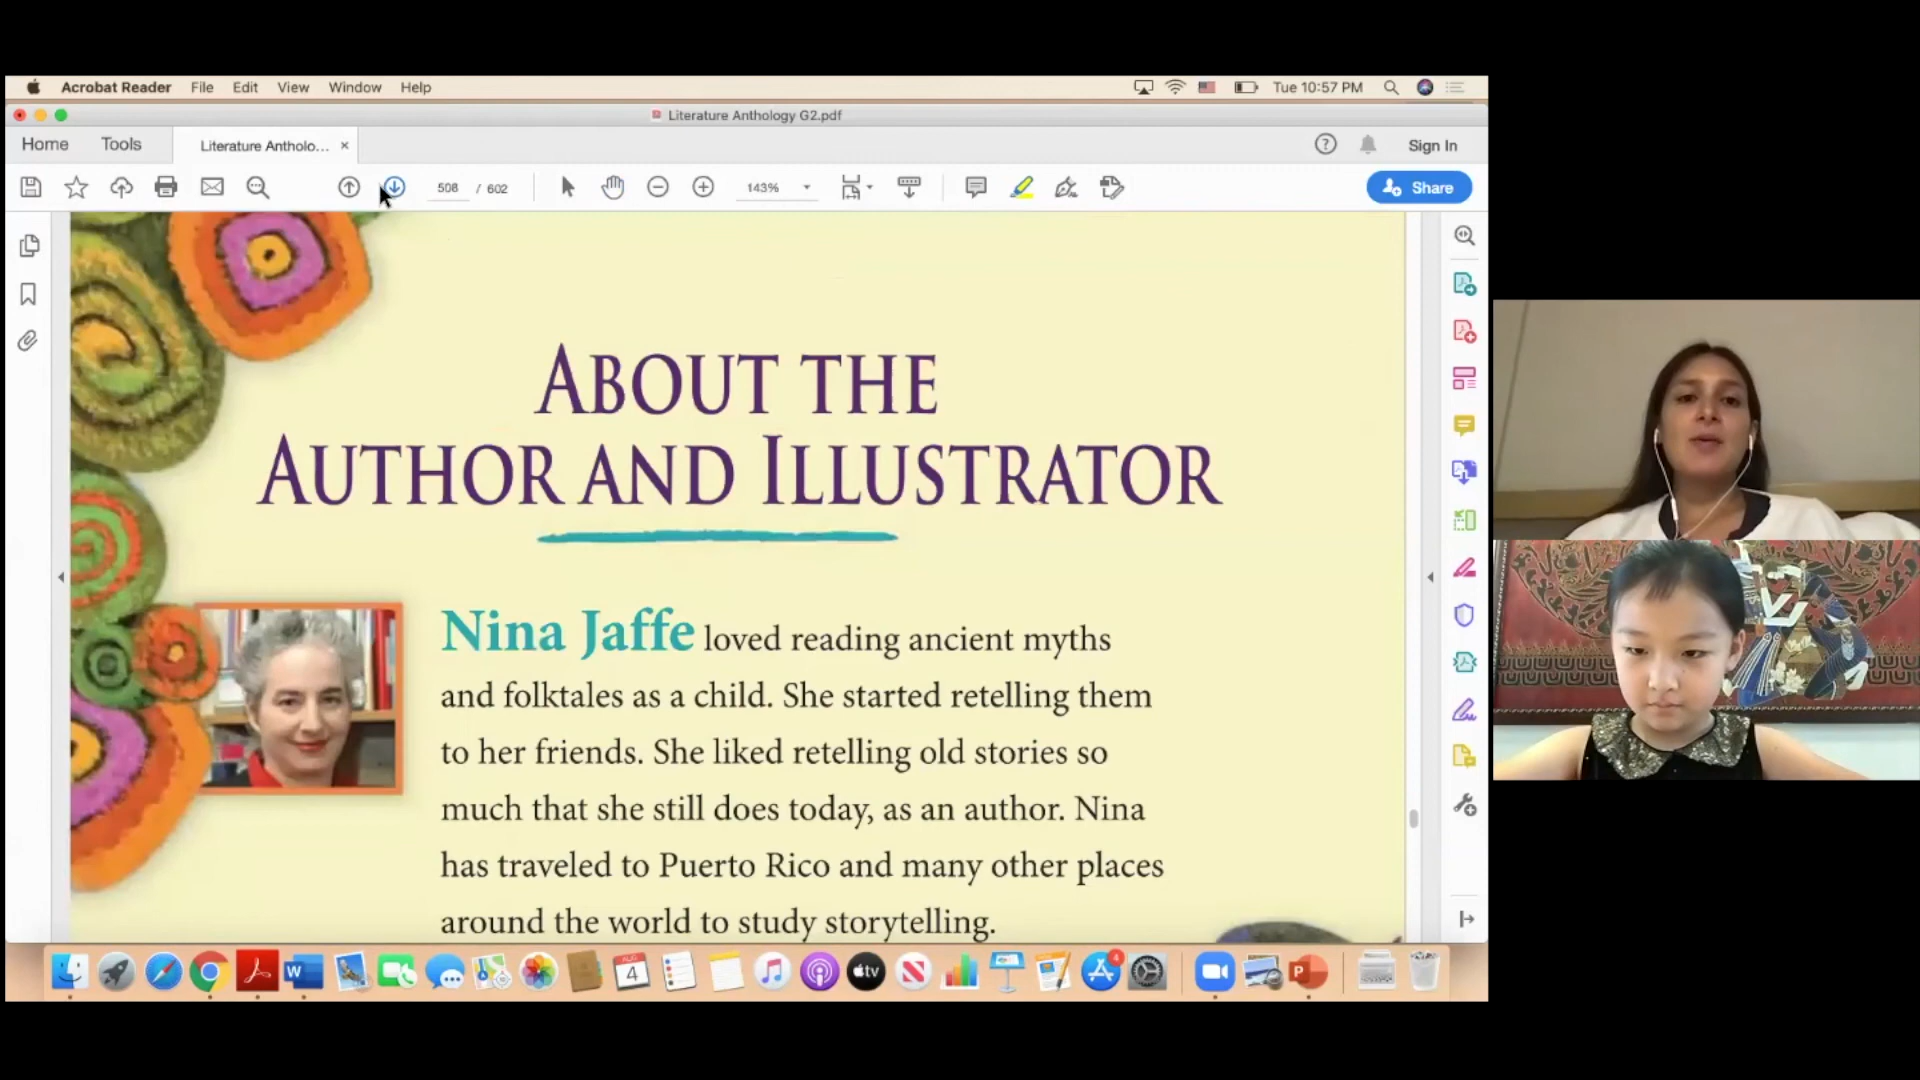 Acrobat Reader File Edit View Window Help Tue 10:57 PM
Literature Anthology G2.pdf
Home Tools Literature Antholo... × Sign In
508 / 602 143% Share
ABOUT THE
AUTHOR AND ILLUSTRATOR
Nina Jaffe loved reading ancient myths
and folktales as a child. She started retelling them
to her friends. She liked retelling old stories so
much that she still does today, as an author. Nina
has traveled to Puerto Rico and many other places
around the world to study storytelling.
W AUG 4 tv 4 P